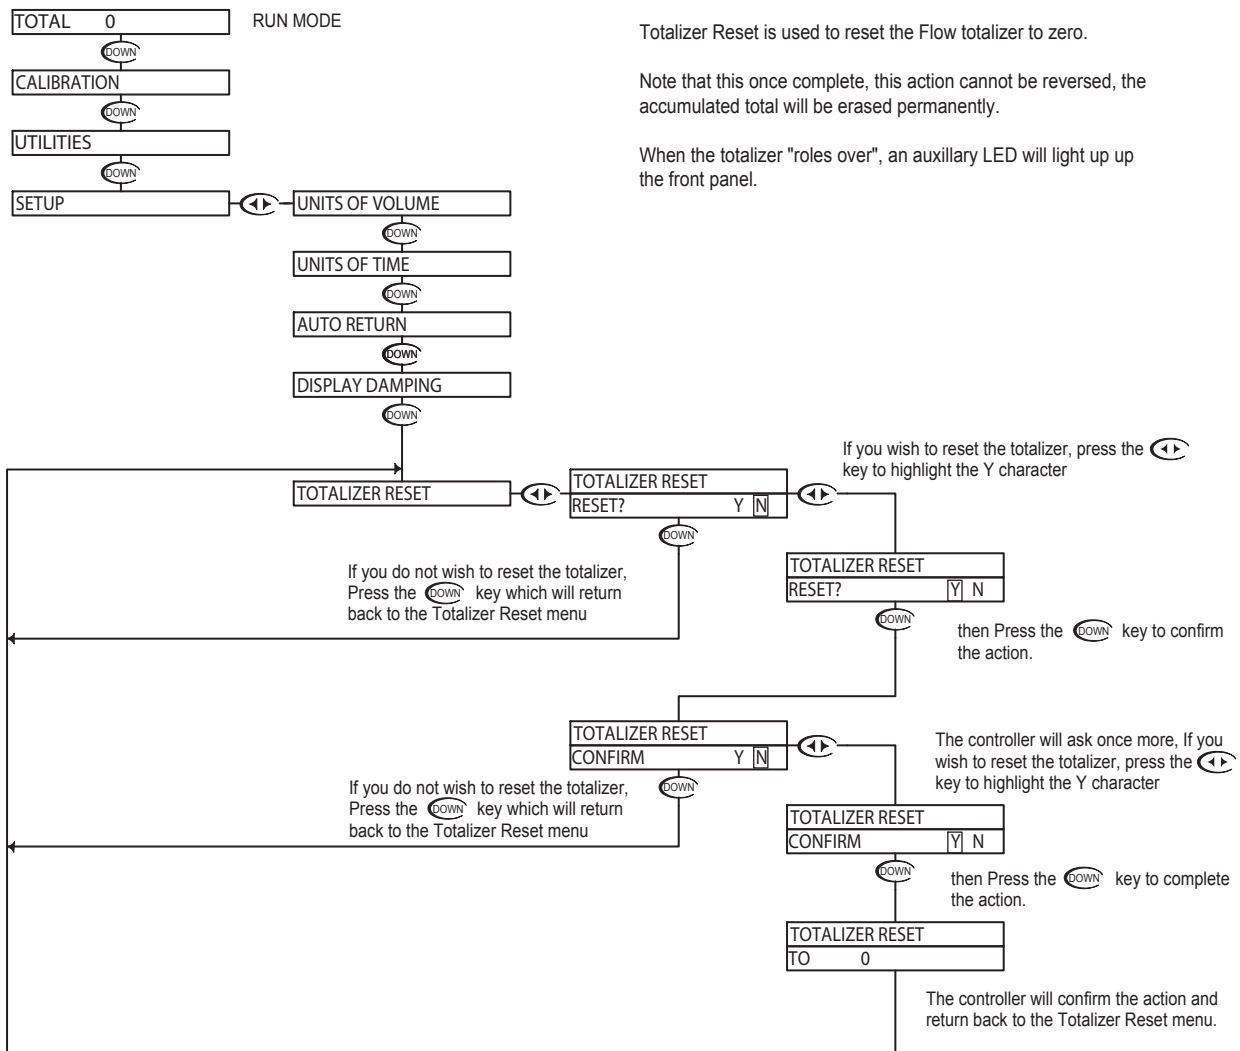 TOTAL 0
RUN MODE
DOWN
CALIBRATION
DOWN
UTILITIES
DOWN
SETUP
Totalizer Reset is used to reset the Flow totalizer to zero.
Note that this once complete, this action cannot be reversed, the
accumulated total will be erased permanently.
When the totalizer "roles over", an auxillary LED will light up up
the front panel.
UNITS OF VOLUME
DOWN
UNITS OF TIME
DOWN
AUTO RETURN
DOWN
DISPLAY DAMPING
DOWN
TOTALIZER RESET
TOTALIZER RESET
RESET? Y N
DOWN
If you wish to reset the totalizer, press the
key to highlight the Y character
If you do not wish to reset the totalizer,
Press the DOWN key which will return
back to the Totalizer Reset menu
TOTALIZER RESET
RESET? Y N
DOWN
then Press the DOWN key to confirm
the action.
TOTALIZER RESET
CONFIRM Y N
DOWN
The controller will ask once more, If you
wish to reset the totalizer, press the
key to highlight the Y character
If you do not wish to reset the totalizer,
Press the DOWN key which will return
back to the Totalizer Reset menu
TOTALIZER RESET
CONFIRM Y N
DOWN
then Press the DOWN key to complete
the action.
TOTALIZER RESET
TO 0
The controller will confirm the action and
return back to the Totalizer Reset menu.